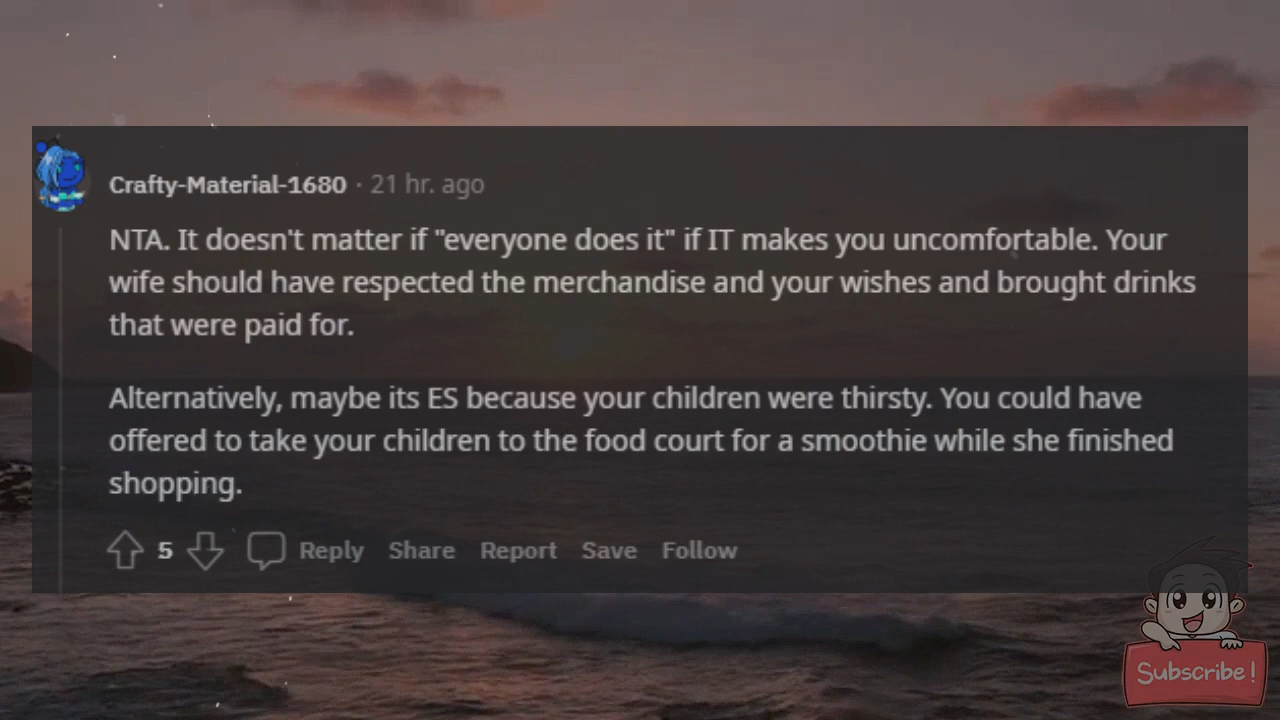 Crafty-Material-1680 · 21 hr. ago
NTA. It doesn't matter if "everyone does it" if IT makes you uncomfortable. Your
wife should have respected the merchandise and your wishes and brought drinks
that were paid for.
Alternatively, maybe its ES because your children were thirsty. You could have
offered to take your children to the food court for a smoothie while she finished
shopping.
5 Reply Share Report Save Follow
Subscribe!